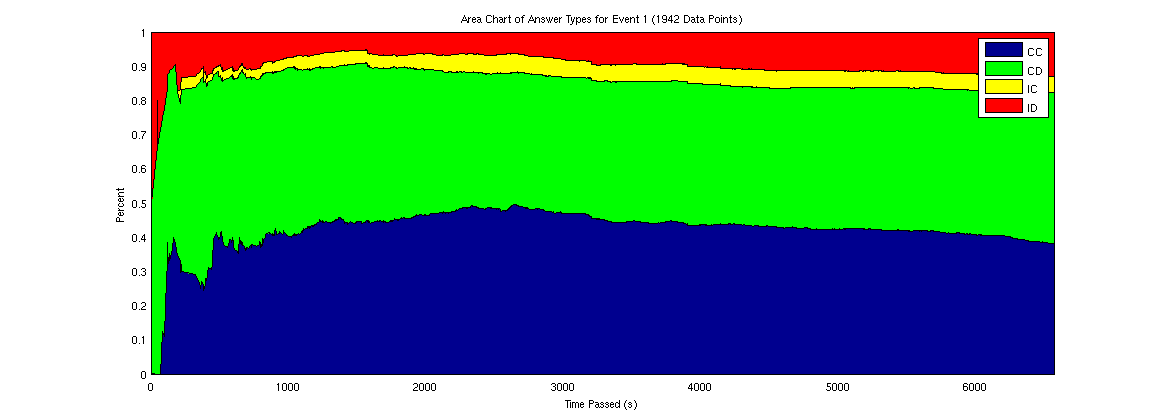 Area Chart of Answer Types for Event 1 (1942 Data Points)
1
0.9
0.8
0.7
0.6
0.5
0.4
0.3
0.2
0.1
0
Percent
CC
CD
IC
ID
0 1000 2000 3000 4000 5000 6000
Time Passed (s)